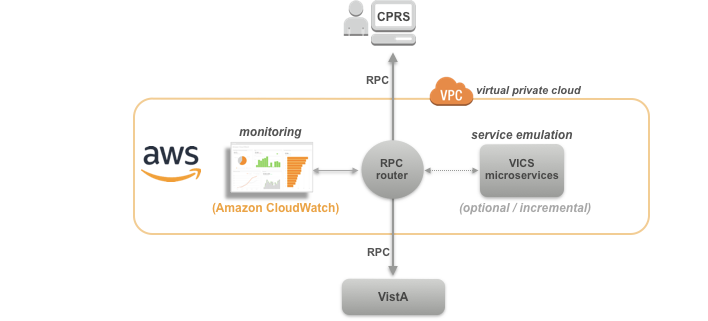 CPRS
RPC
VPC
virtual private cloud
aws
monitoring
service emulation
RPC
router
VICS
microservices
(Amazon CloudWatch)
(optional / incremental)
RPC
VistA